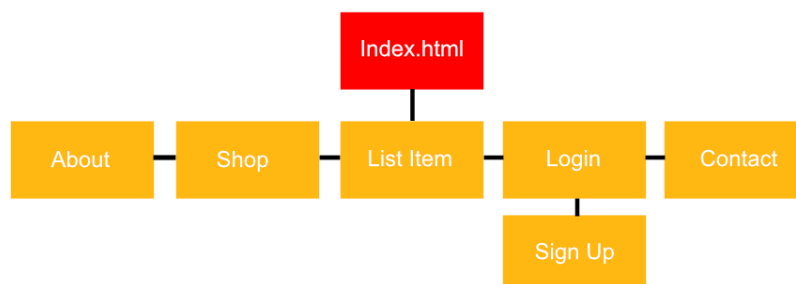 Index.html
About
Shop
List Item
Login
Contact
Sign Up